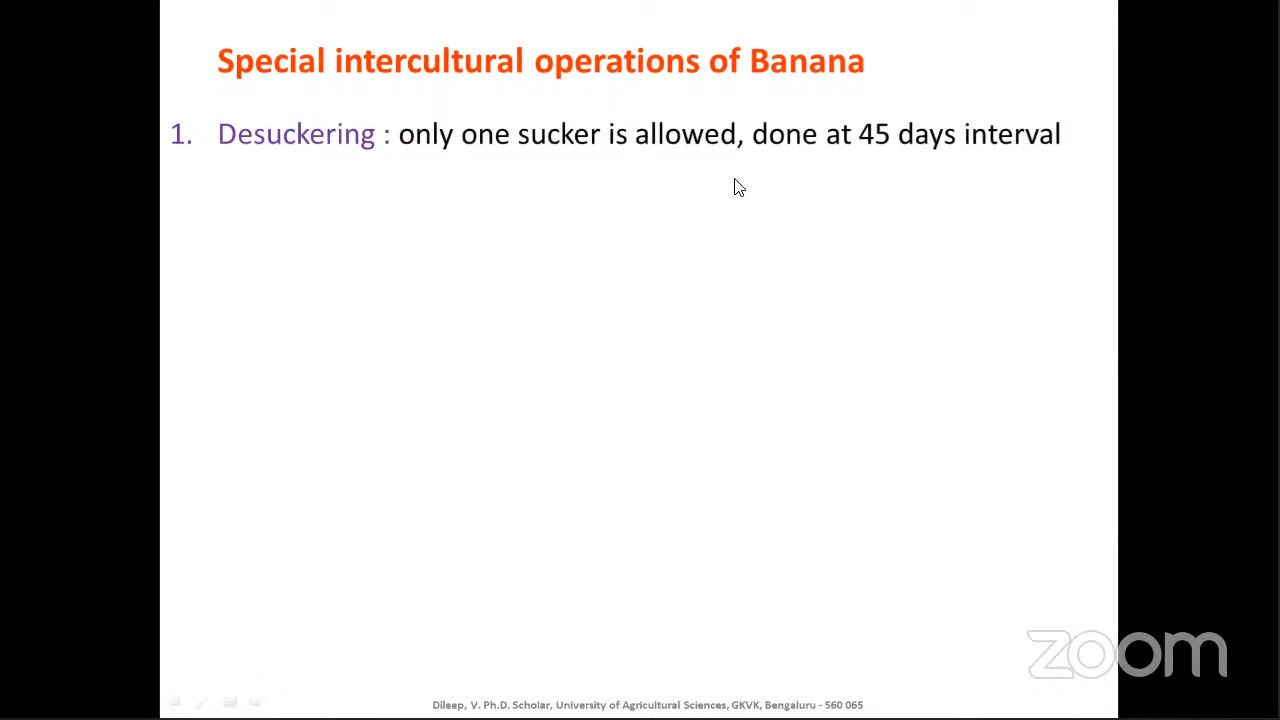 Special intercultural operations of Banana
1. Desuckering : only one sucker is allowed, done at 45 days interval
zoom
Dileep, V. Ph.D. Scholar, University of Agricultural Sciences, GKVK, Bengaluru - 560 065